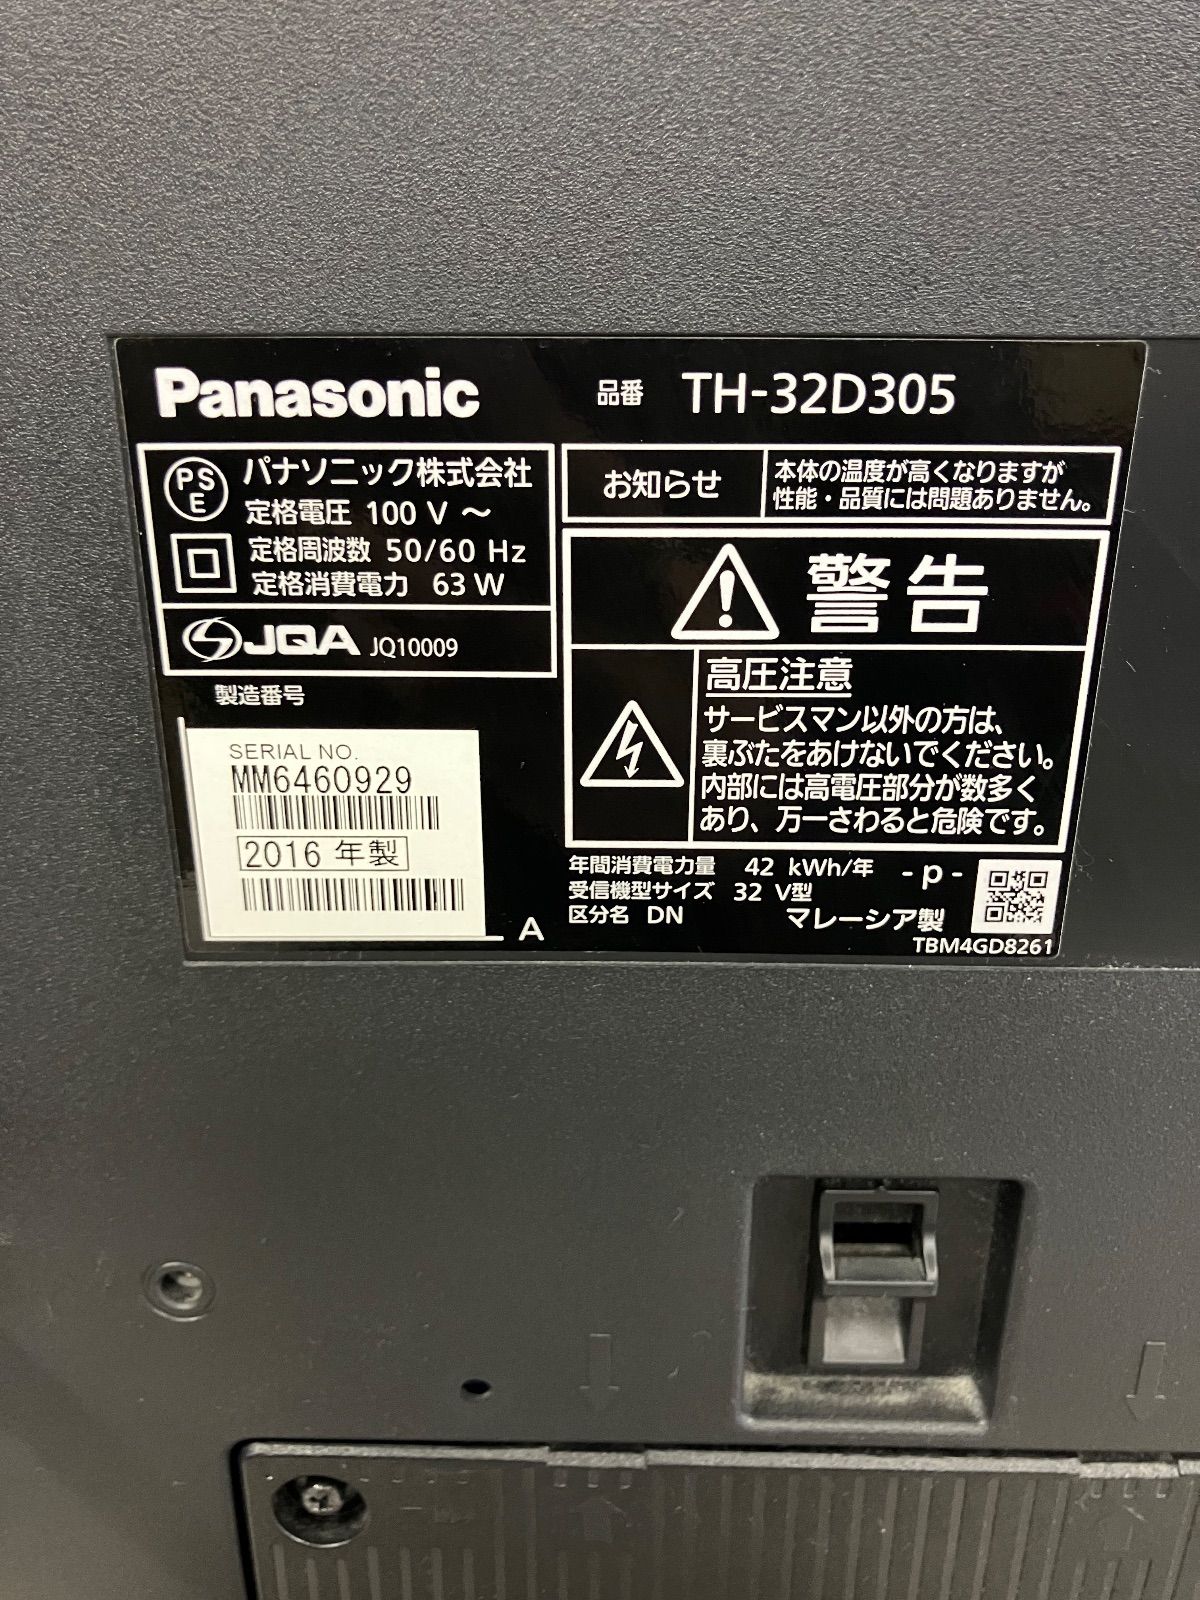 Panasonic
品番 TH-32D305
PS
E
パナソニック株式会社
定格電圧 100 V ～
定格周波数 50/60 Hz
定格消費電力 63 W
JQA JQ10009
製造番号
SERIAL NO.
MM6460929
2016 年製
A
お知らせ
本体の温度が高くなりますが
性能・品質には問題ありません。
警告
高圧注意
サービスマン以外の方は、
裏ぶたをあけないでください。
内部には高電圧部分が数多く
あり、万一さわると危険です。
年間消費電力量 42 kWh/年 - p -
受信機型サイズ 32 V型
区分名 DN マレーシア製
TBM4GD8261